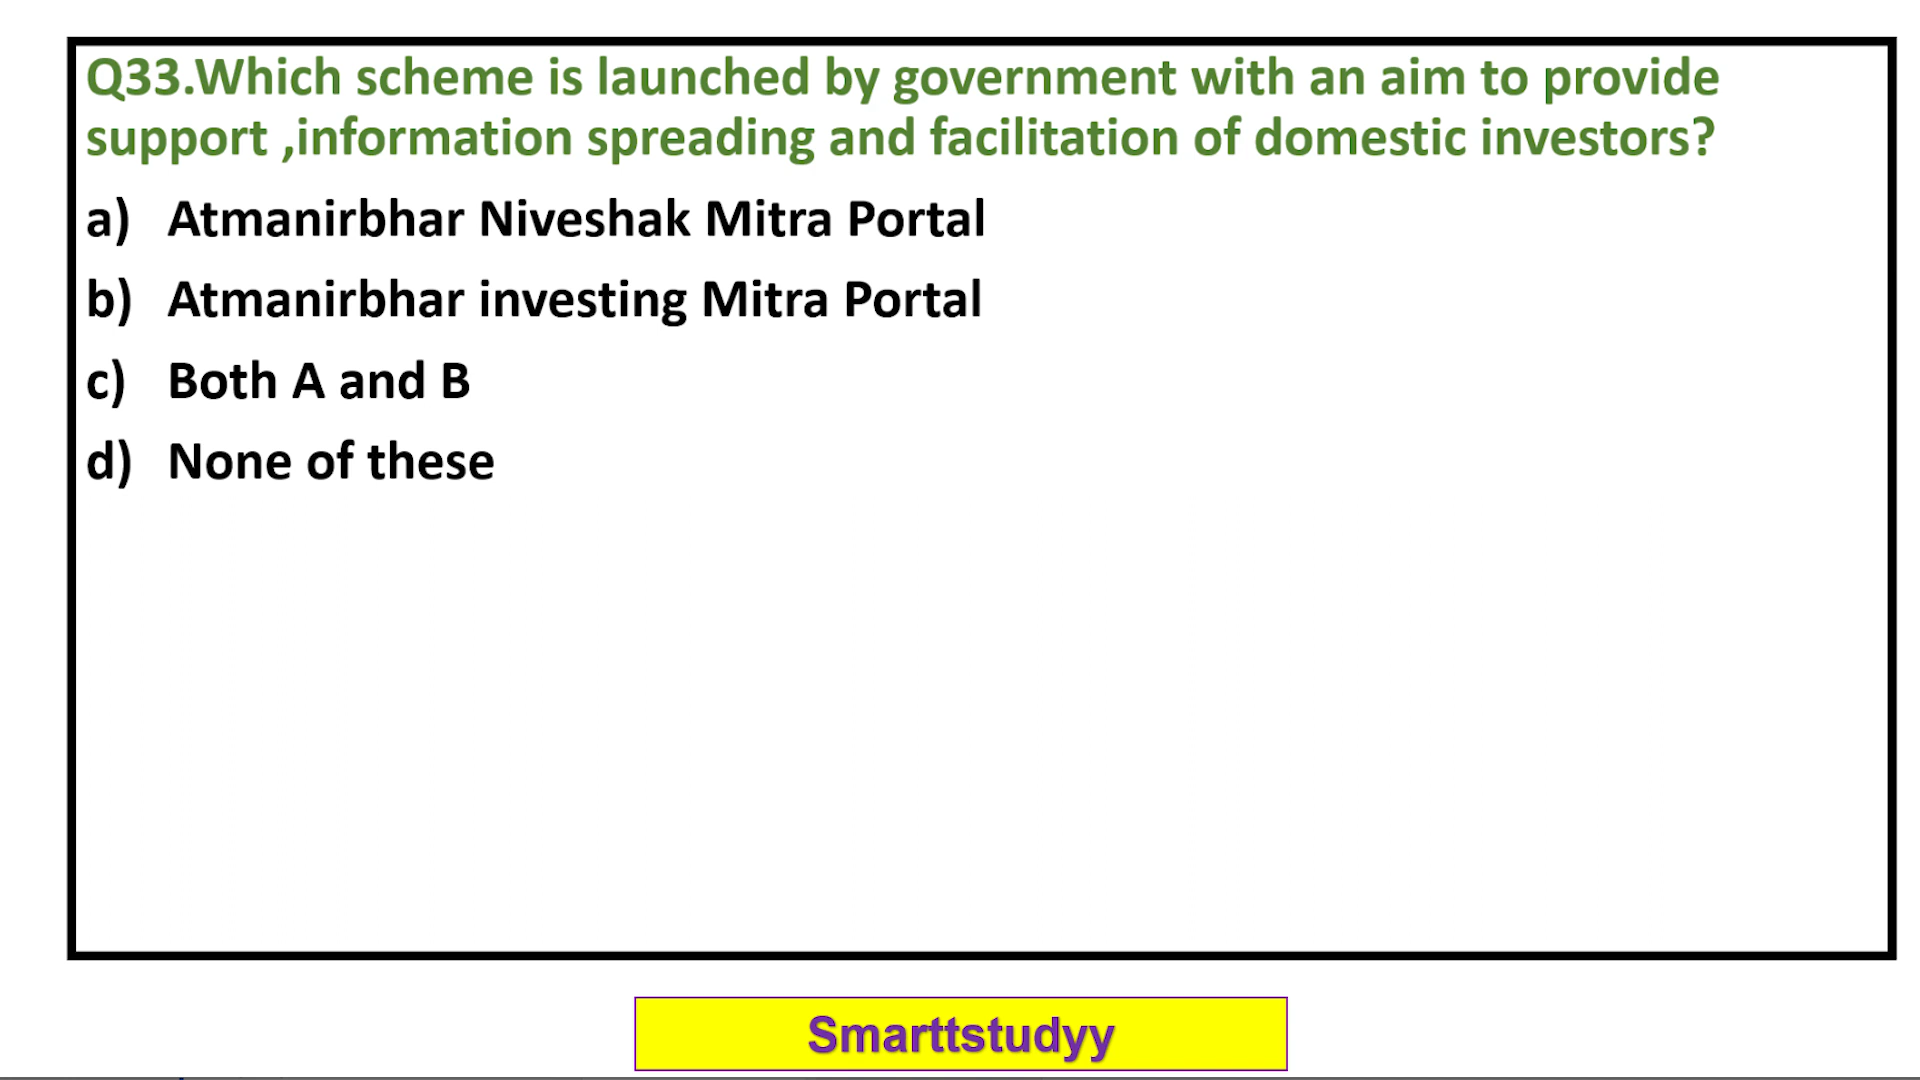 Q33.Which scheme is launched by government with an aim to provide
support ,information spreading and facilitation of domestic investors?
a) Atmanirbhar Niveshak Mitra Portal
b) Atmanirbhar investing Mitra Portal
c) Both A and B
d) None of these
Smarttstudyy